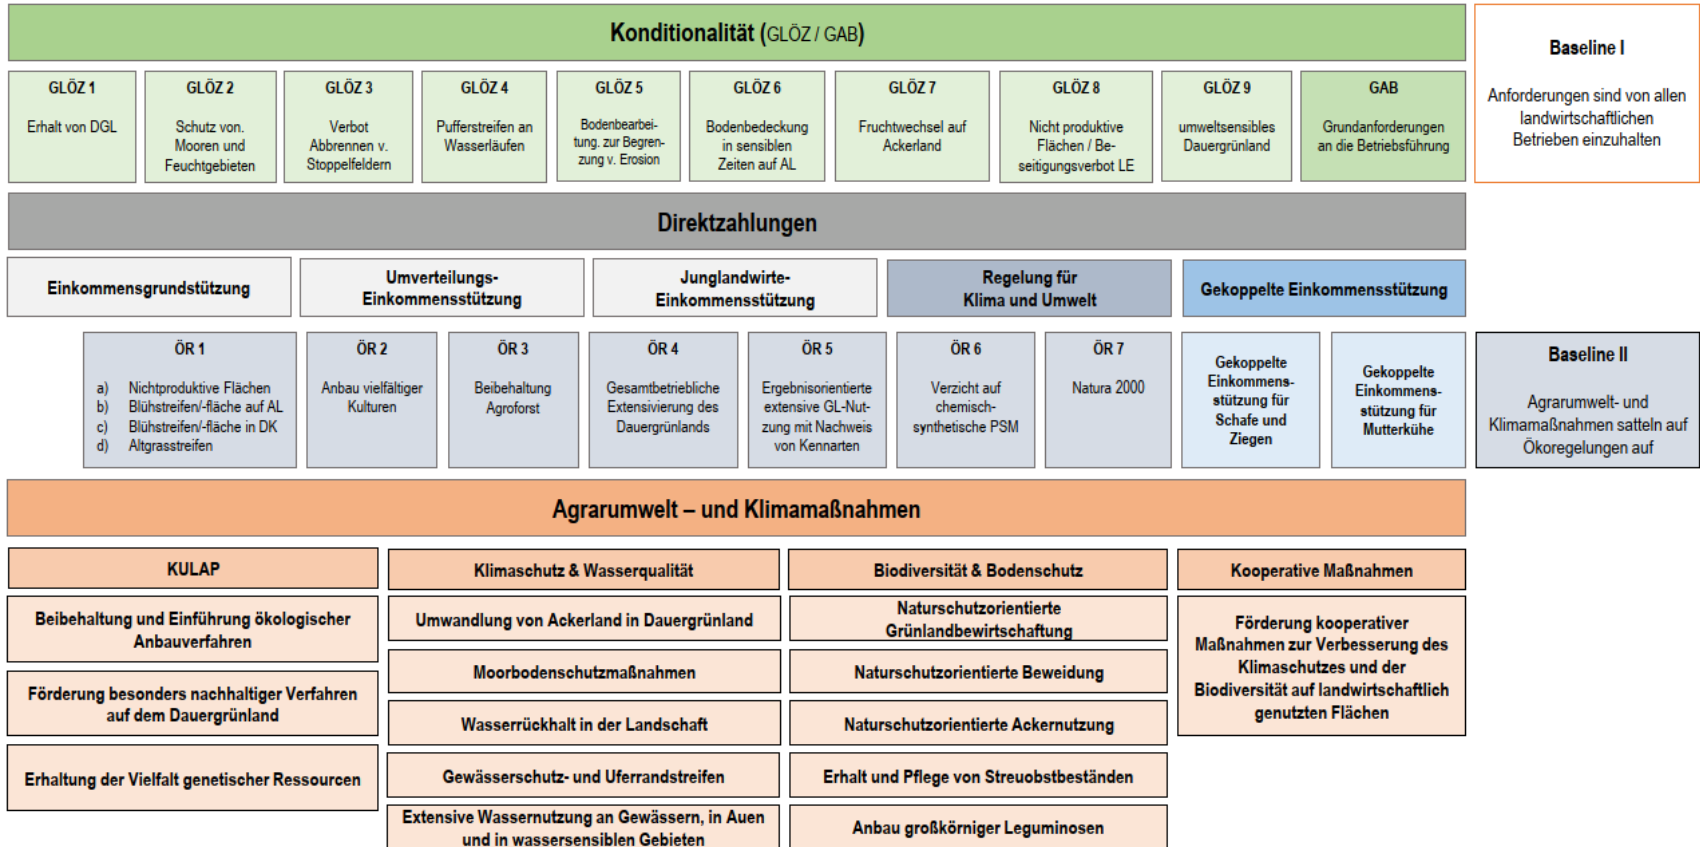 Konditionalität (GLÖZ / GAB)
Baseline I
Anforderungen sind von allen
landwirtschaftlichen
Betrieben einzuhalten
GLÖZ 1
Erhalt von DGL
GLÖZ 2
Schutz von.
Mooren und
Feuchtgebieten
GLÖZ 3
Verbot
Abbrennen v.
Stoppelfeldern
GLÖZ 4
Pufferstreifen an
Wasserläufen
GLÖZ 5
Bodenbearbei-
tung. zur Begren-
zung v. Erosion
GLÖZ 6
Bodenbedeckung
in sensiblen
Zeiten auf AL
GLÖZ 7
Fruchtwechsel auf
Ackerland
GLÖZ 8
Nicht produktive
Flächen / Be-
seitigungsverbot LE
GLÖZ 9
umweltsensibles
Dauergrünland
GAB
Grundanforderungen
an die Betriebsführung
Direktzahlungen
Einkommensgrundstützung
Umverteilungs-
Einkommensstützung
Junglandwirte-
Einkommensstützung
Regelung für
Klima und Umwelt
Gekoppelte Einkommensstützung
ÖR 1
a) Nichtproduktive Flächen
b) Blühstreifen/-fläche auf AL
c) Blühstreifen/-fläche in DK
d) Altgrasstreifen
ÖR 2
Anbau vielfältiger
Kulturen
ÖR 3
Beibehaltung
Agroforst
ÖR 4
Gesamtbetriebliche
Extensivierung des
Dauergrünlands
ÖR 5
Ergebnisorientierte
extensive GL-Nut-
zung mit Nachweis
von Kennarten
ÖR 6
Verzicht auf
chemisch-
synthetische PSM
ÖR 7
Natura 2000
Gekoppelte
Einkommens-
stützung für
Schafe und
Ziegen
Gekoppelte
Einkommens-
stützung für
Mutterkühe
Baseline II
Agrarumwelt- und
Klimamaßnahmen satteln auf
Ökoregelungen auf
Agrarumwelt – und Klimamaßnahmen
KULAP
Beibehaltung und Einführung ökologischer
Anbauverfahren
Förderung besonders nachhaltiger Verfahren
auf dem Dauergrünland
Erhaltung der Vielfalt genetischer Ressourcen
Klimaschutz & Wasserqualität
Umwandlung von Ackerland in Dauergrünland
Moorbodenschutzmaßnahmen
Wasserrückhalt in der Landschaft
Gewässerschutz- und Uferrandstreifen
Extensive Wassernutzung an Gewässern, in Auen
und in wassersensiblen Gebieten
Biodiversität & Bodenschutz
Naturschutzorientierte
Grünlandbewirtschaftung
Naturschutzorientierte Beweidung
Naturschutzorientierte Ackernutzung
Erhalt und Pflege von Streuobstbeständen
Anbau großkörniger Leguminosen
Kooperative Maßnahmen
Förderung kooperativer
Maßnahmen zur Verbesserung des
Klimaschutzes und der
Biodiversität auf landwirtschaftlich
genutzten Flächen